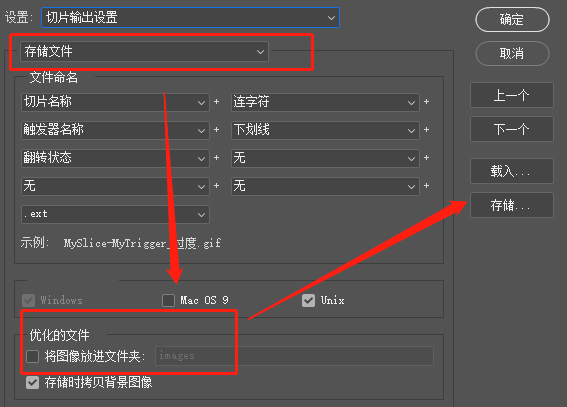 设置: 切片输出设置 确定
存储文件 取消
文件命名 上一个
切片名称 + 连字符 +
触发器名称 + 下划线 + 下一个
翻转状态 + 无 + 载入...
无 + 无 +
.ext 存储...
示例: MySlice-MyTrigger_过度.gif
Windows Mac OS 9 Unix
优化的文件
将图像放进文件夹: images
存储时拷贝背景图像